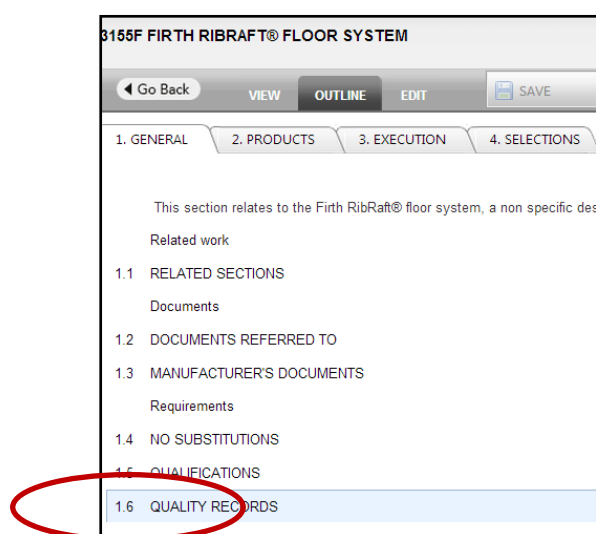 3155F FIRTH RIBRAFT® FLOOR SYSTEM
Go Back VIEW OUTLINE EDIT SAVE
1. GENERAL 2. PRODUCTS 3. EXECUTION 4. SELECTIONS
This section relates to the Firth RibRaft® floor system, a non specific des
Related work
1.1 RELATED SECTIONS
Documents
1.2 DOCUMENTS REFERRED TO
1.3 MANUFACTURER'S DOCUMENTS
Requirements
1.4 NO SUBSTITUTIONS
1.5 QUALIFICATIONS
1.6 QUALITY RECORDS